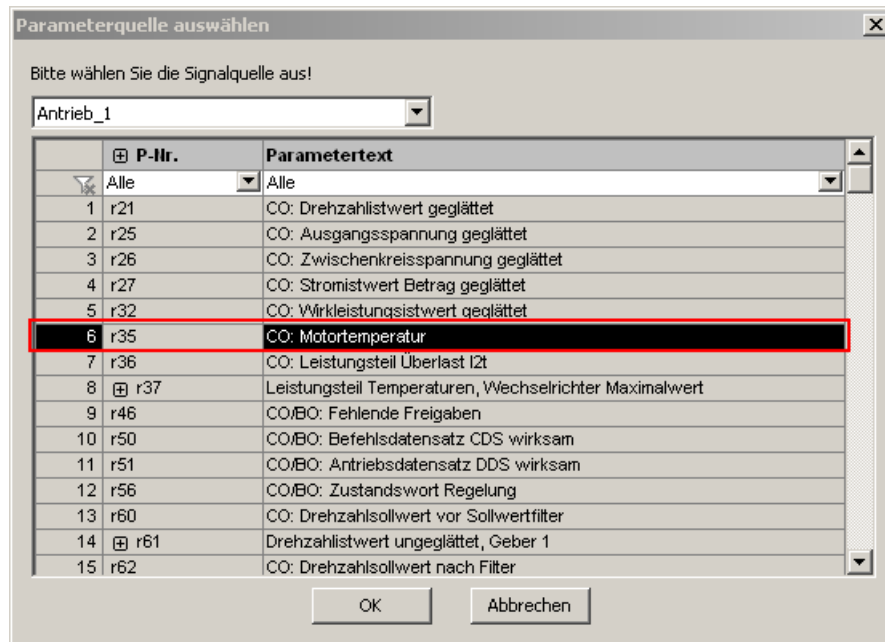 Parameterquelle auswählen
Bitte wählen Sie die Signalquelle aus!
Antrieb_1
P-Nr. Parametertext
Alle Alle
1 r21 CO: Drehzahlistwert geglättet
2 r25 CO: Ausgangsspannung geglättet
3 r26 CO: Zwischenkreisspannung geglättet
4 r27 CO: Stromistwert Betrag geglättet
5 r32 CO: Wirkleistungsistwert geglättet
6 r35 CO: Motortemperatur
7 r36 CO: Leistungsteil Überlast I2t
8 r37 Leistungsteil Temperaturen, Wechselrichter Maximalwert
9 r46 CO/BO: Fehlende Freigaben
10 r50 CO/BO: Befehlsdatensatz CDS wirksam
11 r51 CO/BO: Antriebsdatensatz DDS wirksam
12 r56 CO/BO: Zustandswort Regelung
13 r60 CO: Drehzahlsollwert vor Sollwertfilter
14 r61 Drehzahlistwert ungeglättet, Geber 1
15 r62 CO: Drehzahlsollwert nach Filter
OK Abbrechen